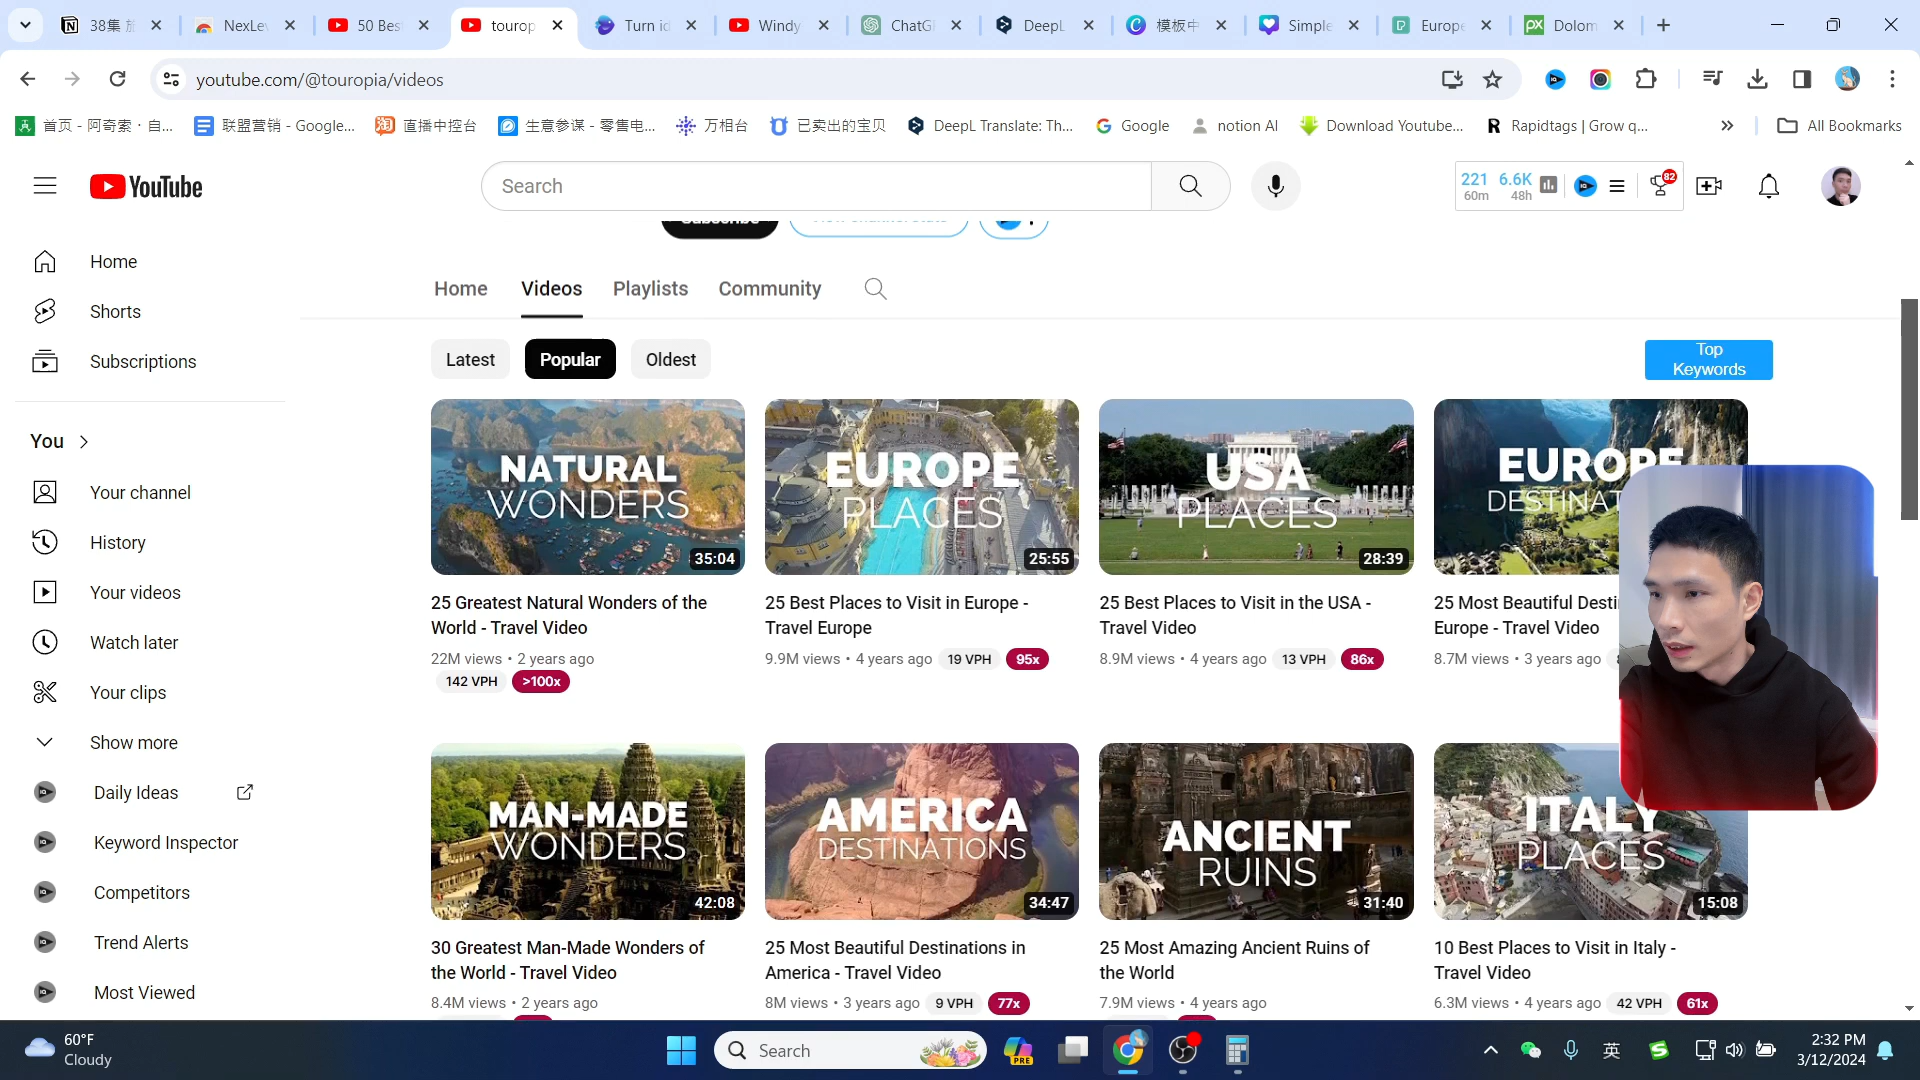 38集
NexLev
50 Bes
tourop
Turn id
Windy
ChatG
DeepL
模板中
Simple
Europe
Dolom
youtube.com/@touropia/videos
首页 - 阿奇索 · 自...
联盟营销 - Google...
直播中控台
生意参谋 - 零售电...
万相台
已卖出的宝贝
DeepL Translate: Th...
Google
notion AI
Download Youtube...
Rapidtags | Grow q...
All Bookmarks
YouTube
Search
221 6.6K
60m 48h
82
Home
Shorts
Subscriptions
You
Your channel
History
Your videos
Watch later
Your clips
Show more
Daily Ideas
Keyword Inspector
Competitors
Trend Alerts
Most Viewed
Home
Videos
Playlists
Community
Latest
Popular
Oldest
Top
Keywords
NATURAL
WONDERS
35:04
25 Greatest Natural Wonders of the
World - Travel Video
22M views • 2 years ago
142 VPH >100x
EUROPE
PLACES
25:55
25 Best Places to Visit in Europe -
Travel Europe
9.9M views • 4 years ago 19 VPH 95x
USA
PLACES
28:39
25 Best Places to Visit in the USA -
Travel Video
8.9M views • 4 years ago 13 VPH 86x
EUROPE
DESTINAT
25 Most Beautiful Desti
Europe - Travel Video
8.7M views • 3 years ago
MAN-MADE
WONDERS
42:08
30 Greatest Man-Made Wonders of
the World - Travel Video
8.4M views • 2 years ago
AMERICA
DESTINATIONS
34:47
25 Most Beautiful Destinations in
America - Travel Video
8M views • 3 years ago 9 VPH 77x
ANCIENT
RUINS
31:40
25 Most Amazing Ancient Ruins of
the World
7.9M views • 4 years ago
ITALY
PLACES
15:08
10 Best Places to Visit in Italy -
Travel Video
6.3M views • 4 years ago 42 VPH 61x
60°F
Cloudy
Search
PRE
英
2:32 PM
3/12/2024